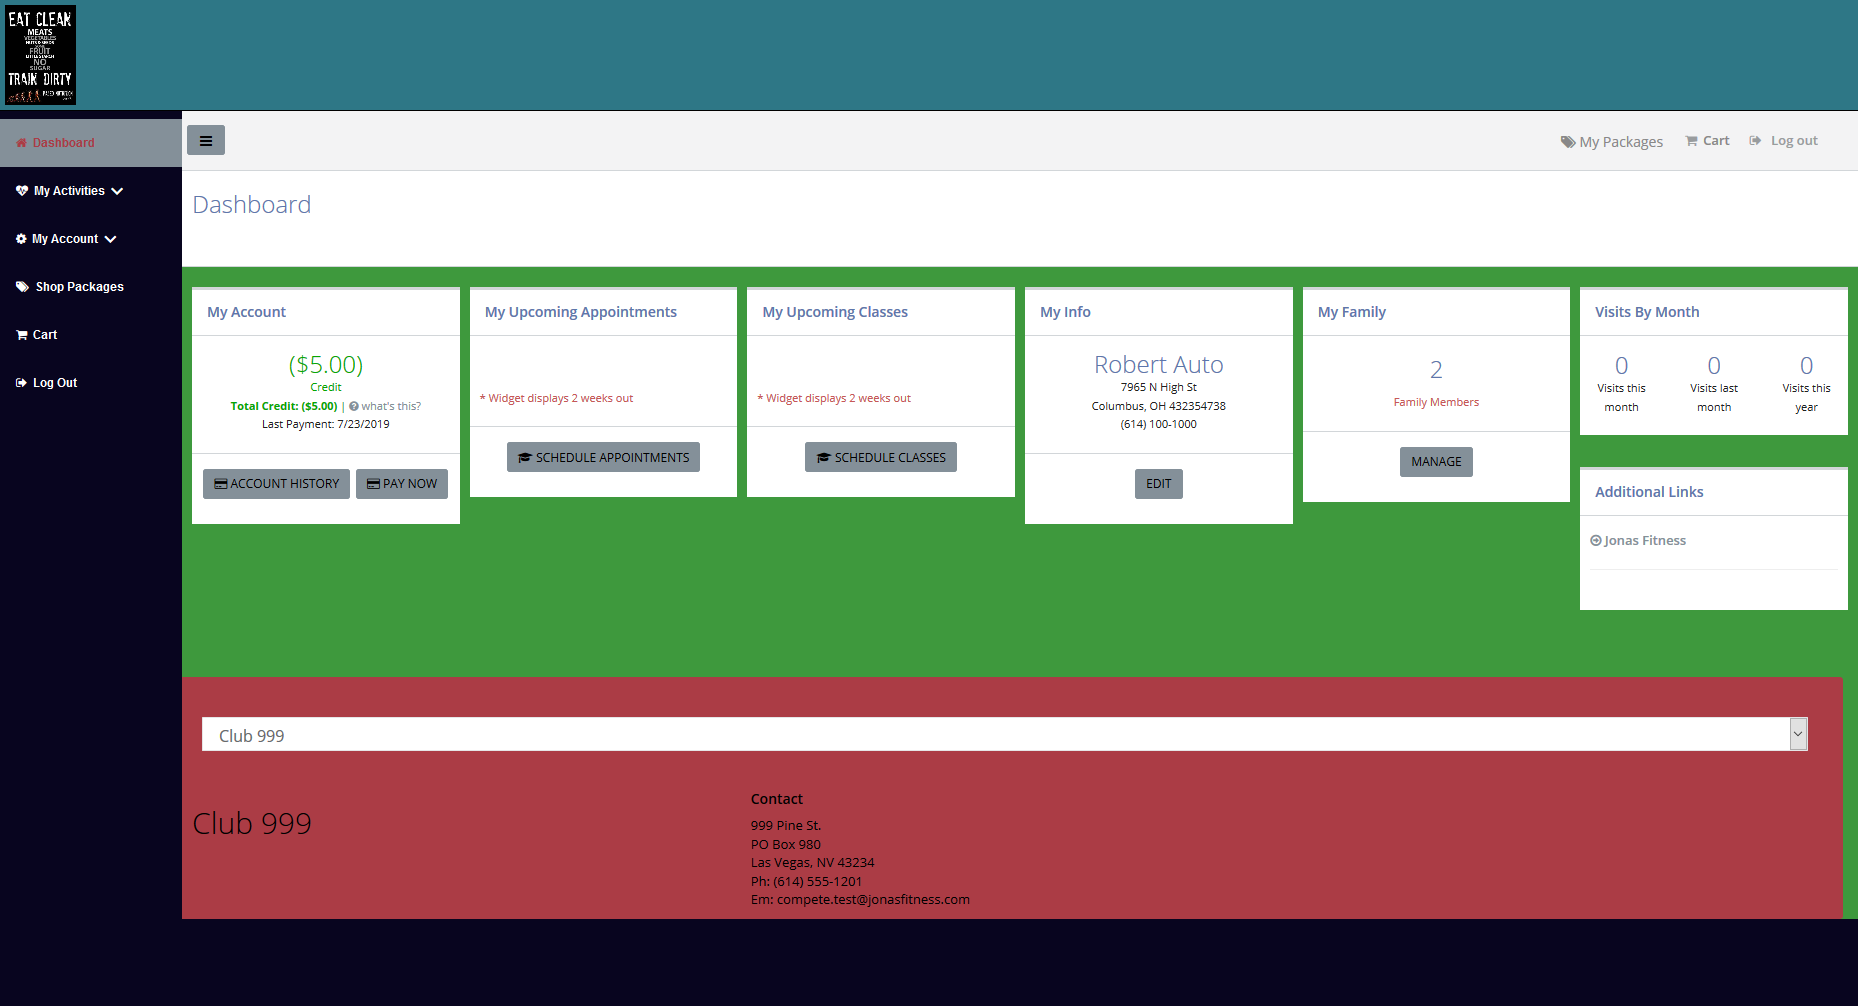 EAT CLEAN
MEATS
VEGETABLES
FRUIT
NO
SUGAR
TRAIN DIRTY
Dashboard
My Activities
My Account
Shop Packages
Cart
Log Out
My Packages
Cart
Log out
Dashboard
My Account
($5.00)
Credit
Total Credit: ($5.00) | what's this?
Last Payment: 7/23/2019
ACCOUNT HISTORY
PAY NOW
My Upcoming Appointments
* Widget displays 2 weeks out
SCHEDULE APPOINTMENTS
My Upcoming Classes
* Widget displays 2 weeks out
SCHEDULE CLASSES
My Info
Robert Auto
7965 N High St
Columbus, OH 432354738
(614) 100-1000
EDIT
My Family
2
Family Members
MANAGE
Visits By Month
0
Visits this
month
0
Visits last
month
0
Visits this
year
Additional Links
Jonas Fitness
Club 999
Club 999
Contact
999 Pine St.
PO Box 980
Las Vegas, NV 43234
Ph: (614) 555-1201
Em: compete.test@jonasfitness.com